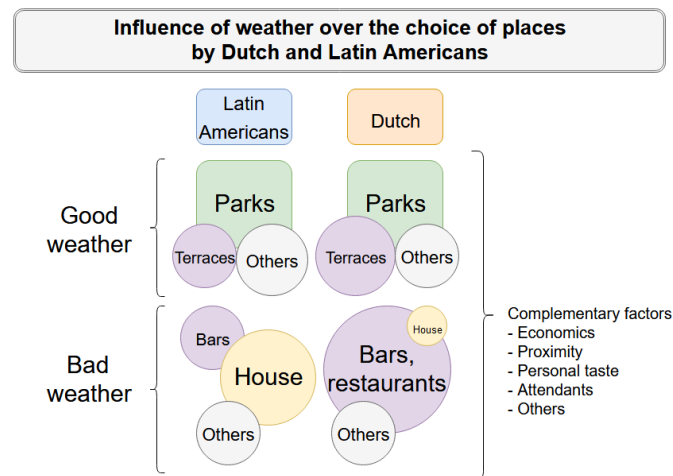 Influence of weather over the choice of places
by Dutch and Latin Americans
Latin
Americans
Dutch
Good
weather
Parks
Parks
Terraces
Others
Terraces
Others
Bad
weather
Bars
House
Others
House
Bars,
restaurants
Others
Complementary factors
- Economics
- Proximity
- Personal taste
- Attendants
- Others